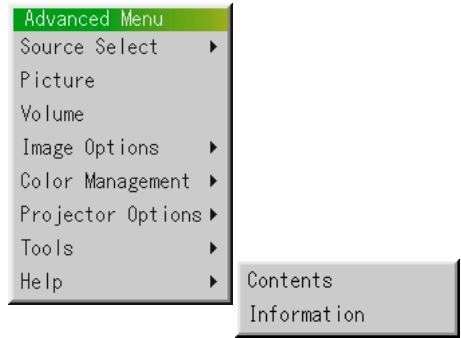 Advanced Menu
Source Select
Picture
Volume
Image Options
Color Management
Projector Options
Tools
Help
Contents
Information